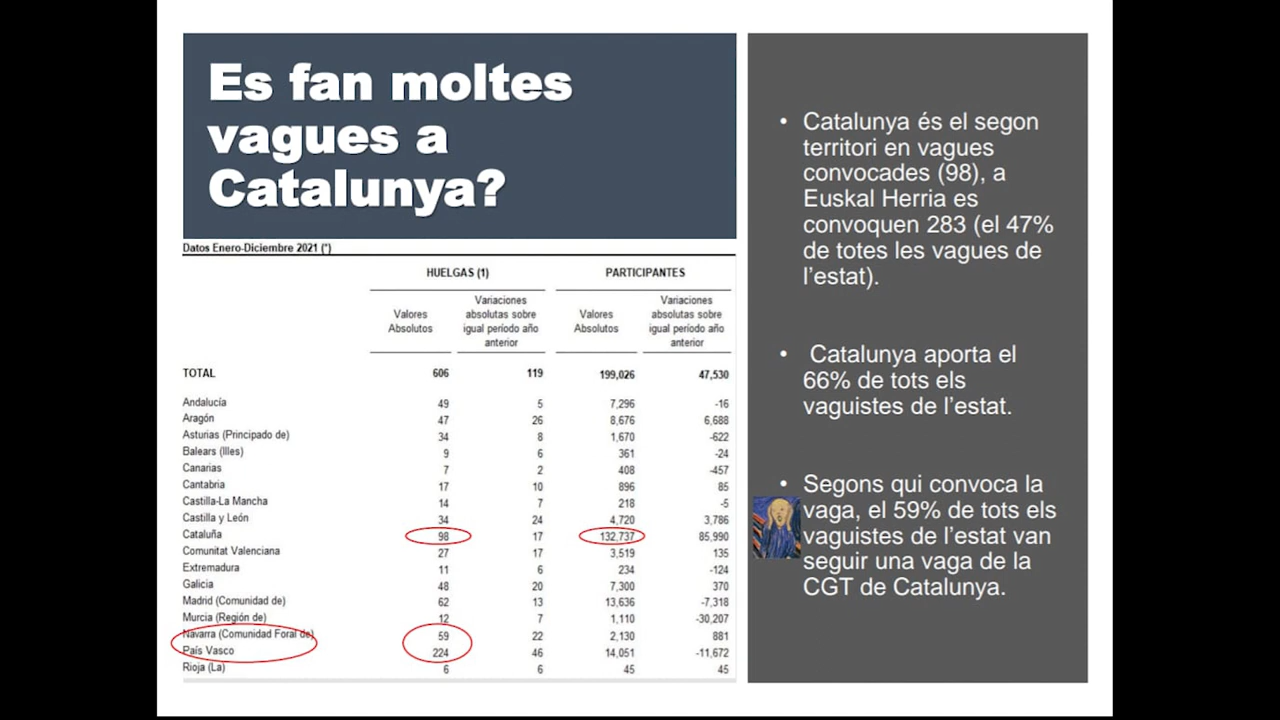 Es fan moltes
vagues a
Catalunya?
Datos Enero-Diciembre 2021 (*)
HUELGAS (1) PARTICIPANTES
Valores Absolutos Variaciones absolutas sobre igual período año anterior Valores Absolutos Variaciones absolutas sobre igual período año anterior
TOTAL 606 119 199,026 47,530
Andalucía 49 5 7,296 -16
Aragón 47 26 8,676 6,688
Asturias (Principado de) 34 8 1,670 -622
Balears (Illes) 9 6 361 -24
Canarias 7 2 408 -457
Cantabria 17 10 896 85
Castilla-La Mancha 14 7 218 -5
Castilla y León 34 24 4,720 3,786
Cataluña 98 17 132,737 85,990
Comunitat Valenciana 27 17 3,519 135
Extremadura 11 6 234 -124
Galicia 48 20 7,300 370
Madrid (Comunidad de) 62 13 13,636 -7,318
Murcia (Región de) 12 7 1,110 -30,207
Navarra (Comunidad Foral de) 59 22 2,130 881
País Vasco 224 46 14,051 -11,672
Rioja (La) 6 6 45 45
• Catalunya és el segon
territori en vagues
convocades (98), a
Euskal Herria es
convoquen 283 (el 47%
de totes les vagues de
l'estat).
• Catalunya aporta el
66% de tots els
vaguistes de l'estat.
• Segons qui convoca la
vaga, el 59% de tots els
vaguistes de l'estat van
seguir una vaga de la
CGT de Catalunya.